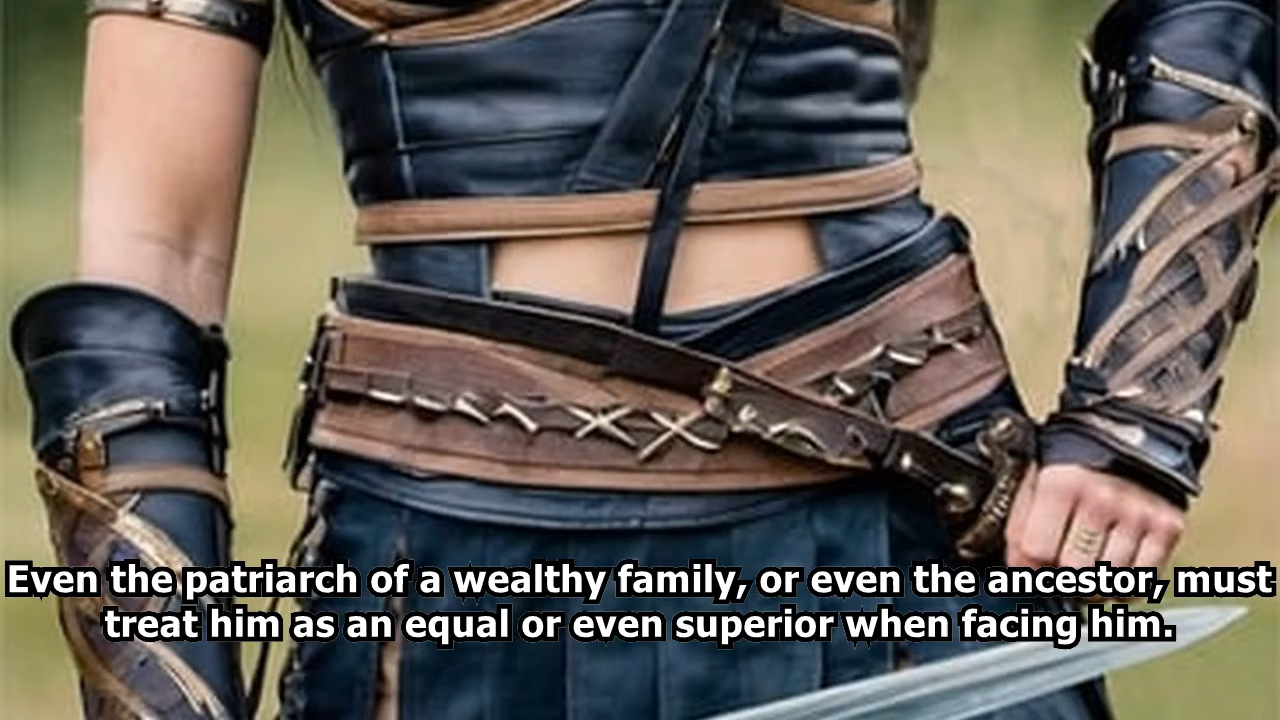 Even the patriarch of a wealthy family, or even the ancestor, must
treat him as an equal or even superior when facing him.